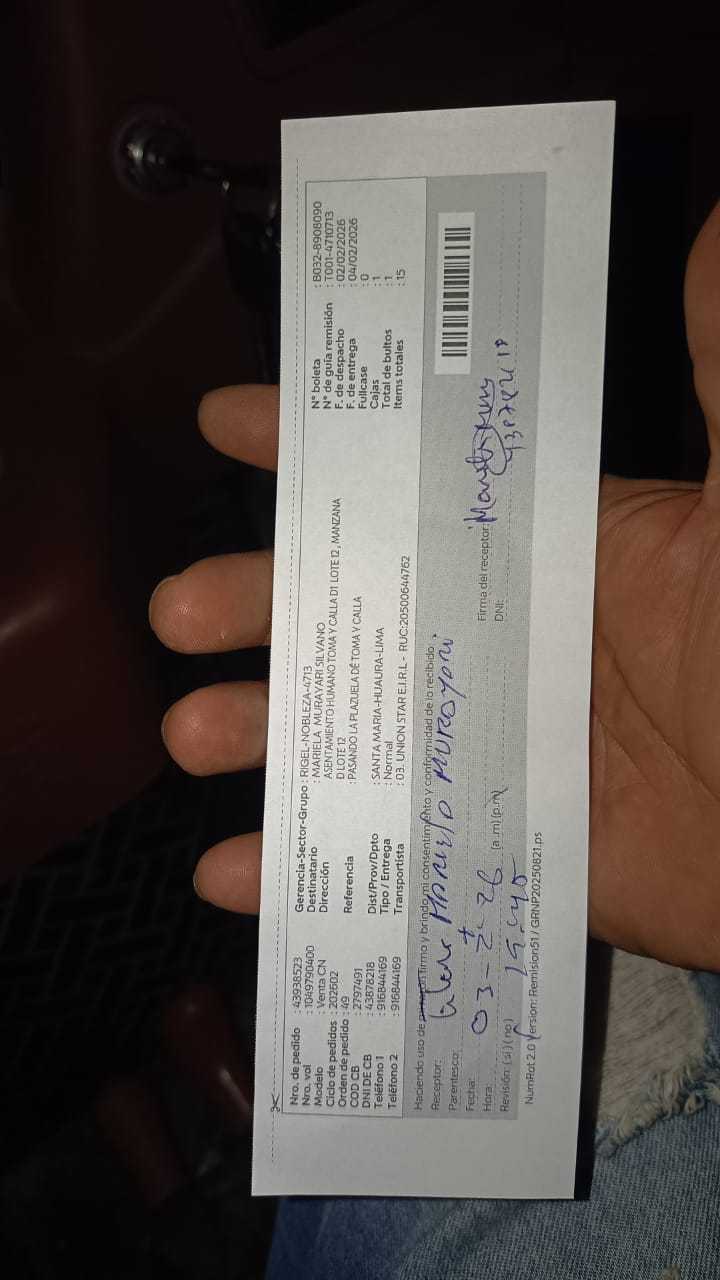 Nro. de pedido : 43938523
Nro. vol : 1049790400
Modelo : Venta CN
Ciclo de pedidos : 202602
Orden de pedido : 49
COD CB : 2797491
DNI DE CB : 43878218
Teléfono 1 : 916844169
Teléfono 2 : 916844169
Gerencia-Sector-Grupo : RIGEL-NOBLEZA-4713
Destinatario : MARIELA MURAYARI SILVANO
Dirección ASENTAMIENTO HUMANO TOMA Y CALLA D1 LOTE 12 , MANZANA
D LOTE 12
Referencia : PASANDO LA PLAZUELA DE TOMA Y CALLA
Dist/Prov/Dpto : SANTA MARIA-HUAURA-LIMA
Tipo / Entrega : Normal
Transportista : 03. UNION STAR E.I.R.L - RUC:20500644762
N° boleta : B032-8908090
N° de guía remisión : T001-4710713
F. de despacho : 02/02/2026
F. de entrega : 04/02/2026
Fullcase : 0
Cajas : 1
Total de bultos : 1
Items totales : 15
Haciendo uso de firmo y brindo mi consentimiento y conformidad de lo recibido :
Receptor: Murayari
Parentesco:
Fecha: 03-2-26
Hora: (a .m) (p.m)
Revisión: (si) (no)
Firma del receptor:
DNI:
NumRot 2.0 Version: Remision51 / GRNP20250821.ps